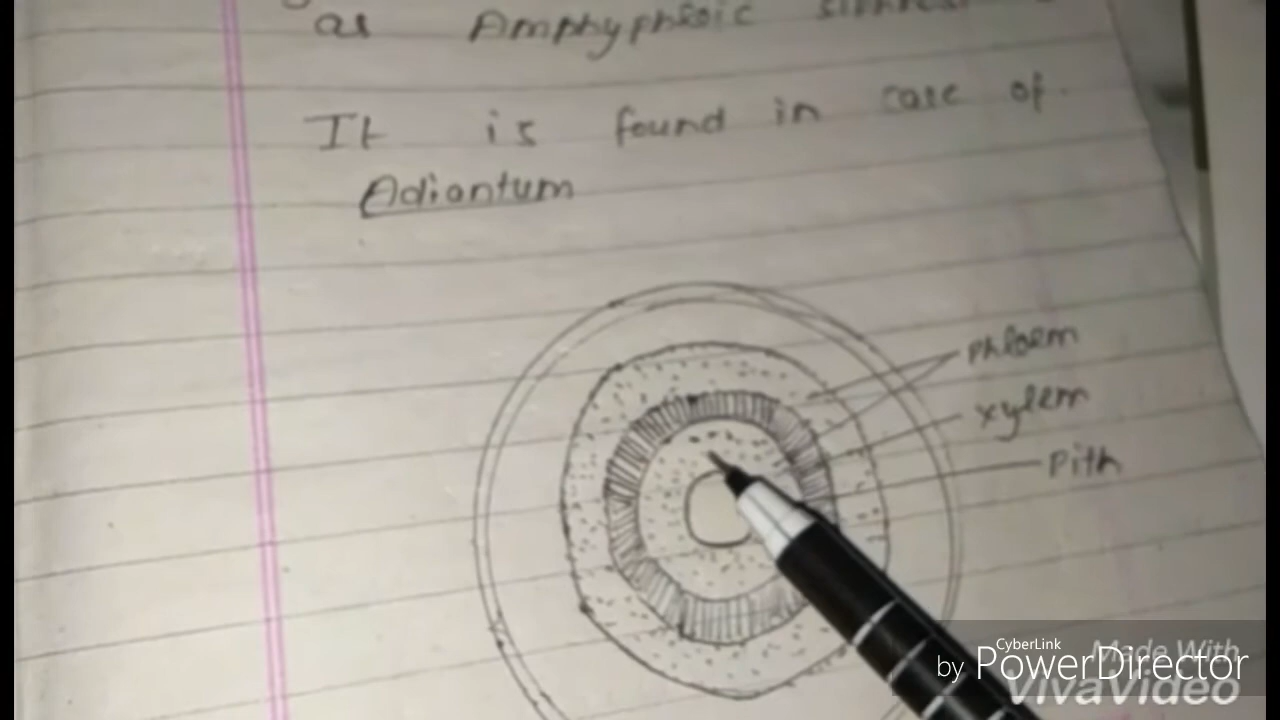 as Amphyphloic
It is found in case of.
Adiantum
Phloem
xylem
Pith
CyberLink
by PowerDirector
Made With
VivaVideo